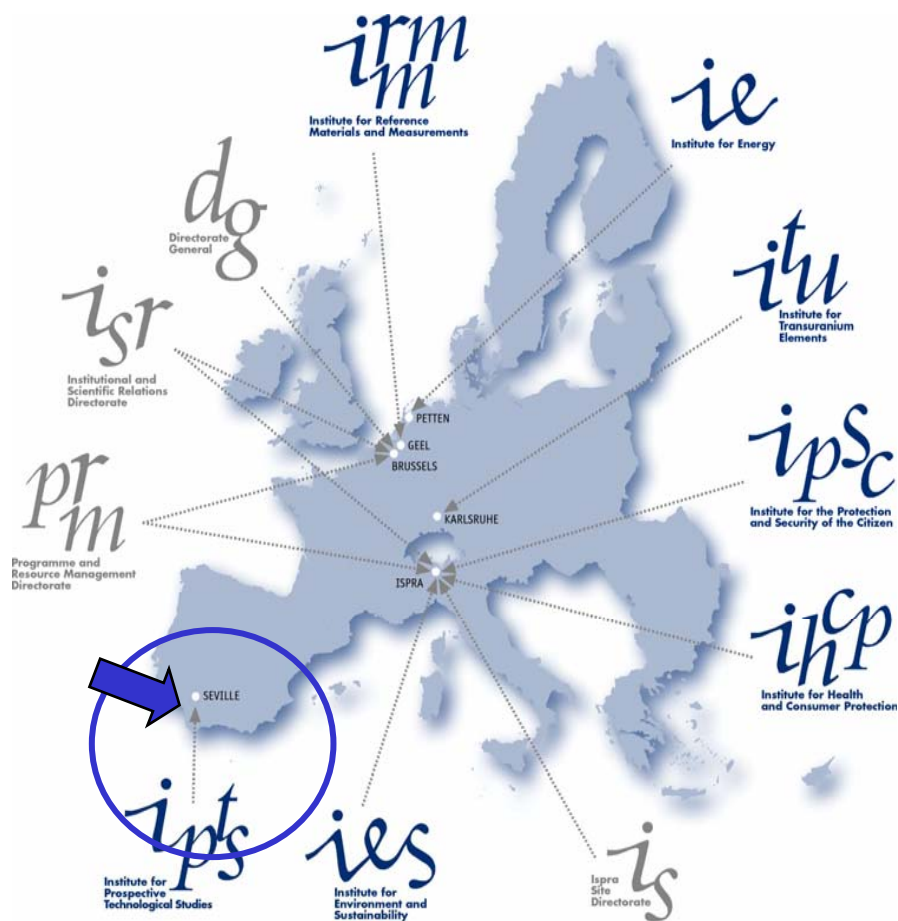 irmm
Institute for Reference
Materials and Measurements
ie
Institute for Energy
dg
Directorate
General
itu
Institute for
Transuranium
Elements
isr
Institutional and
Scientific Relations
Directorate
PETTEN
GEEL
BRUSSELS
ipsc
Institute for the Protection
and Security of the Citizen
prm
Programme and
Resource Management
Directorate
KARLSRUHE
ISPRA
ihcp
Institute for Health
and Consumer Protection
SEVILLE
ipts
Institute for
Prospective
Technological Studies
ies
Institute for
Environment and
Sustainability
is
Ispra
Site
Directorate